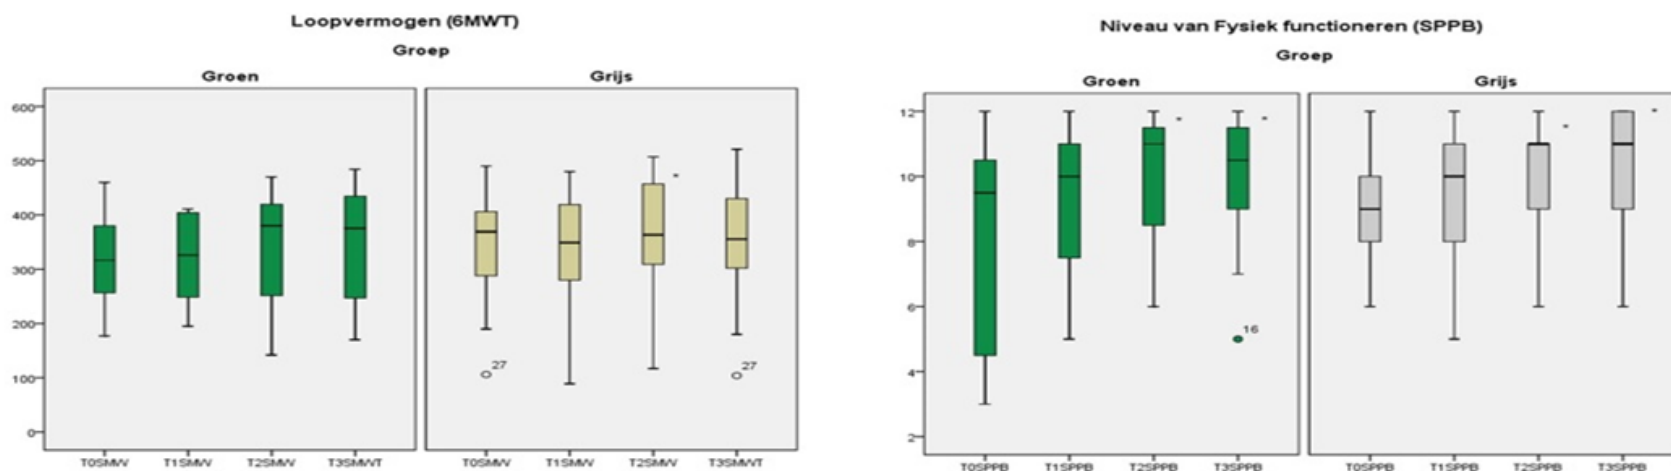 Loopvermogen (6MWT)
Groep
Groen
Grijs
600
500
400
300
200
100
0
*
27
27
T0SMW
T1SMW
T2SMW
T3SMWT
T0SMW
T1SMW
T2SMW
T3SMWT
Niveau van Fysiek functioneren (SPPB)
Groep
Groen
Grijs
12
10
8
6
4
2
*
*
16
*
*
T0SPPB
T1SPPB
T2SPPB
T3SPPB
T0SPPB
T1SPPB
T2SPPB
T3SPPB